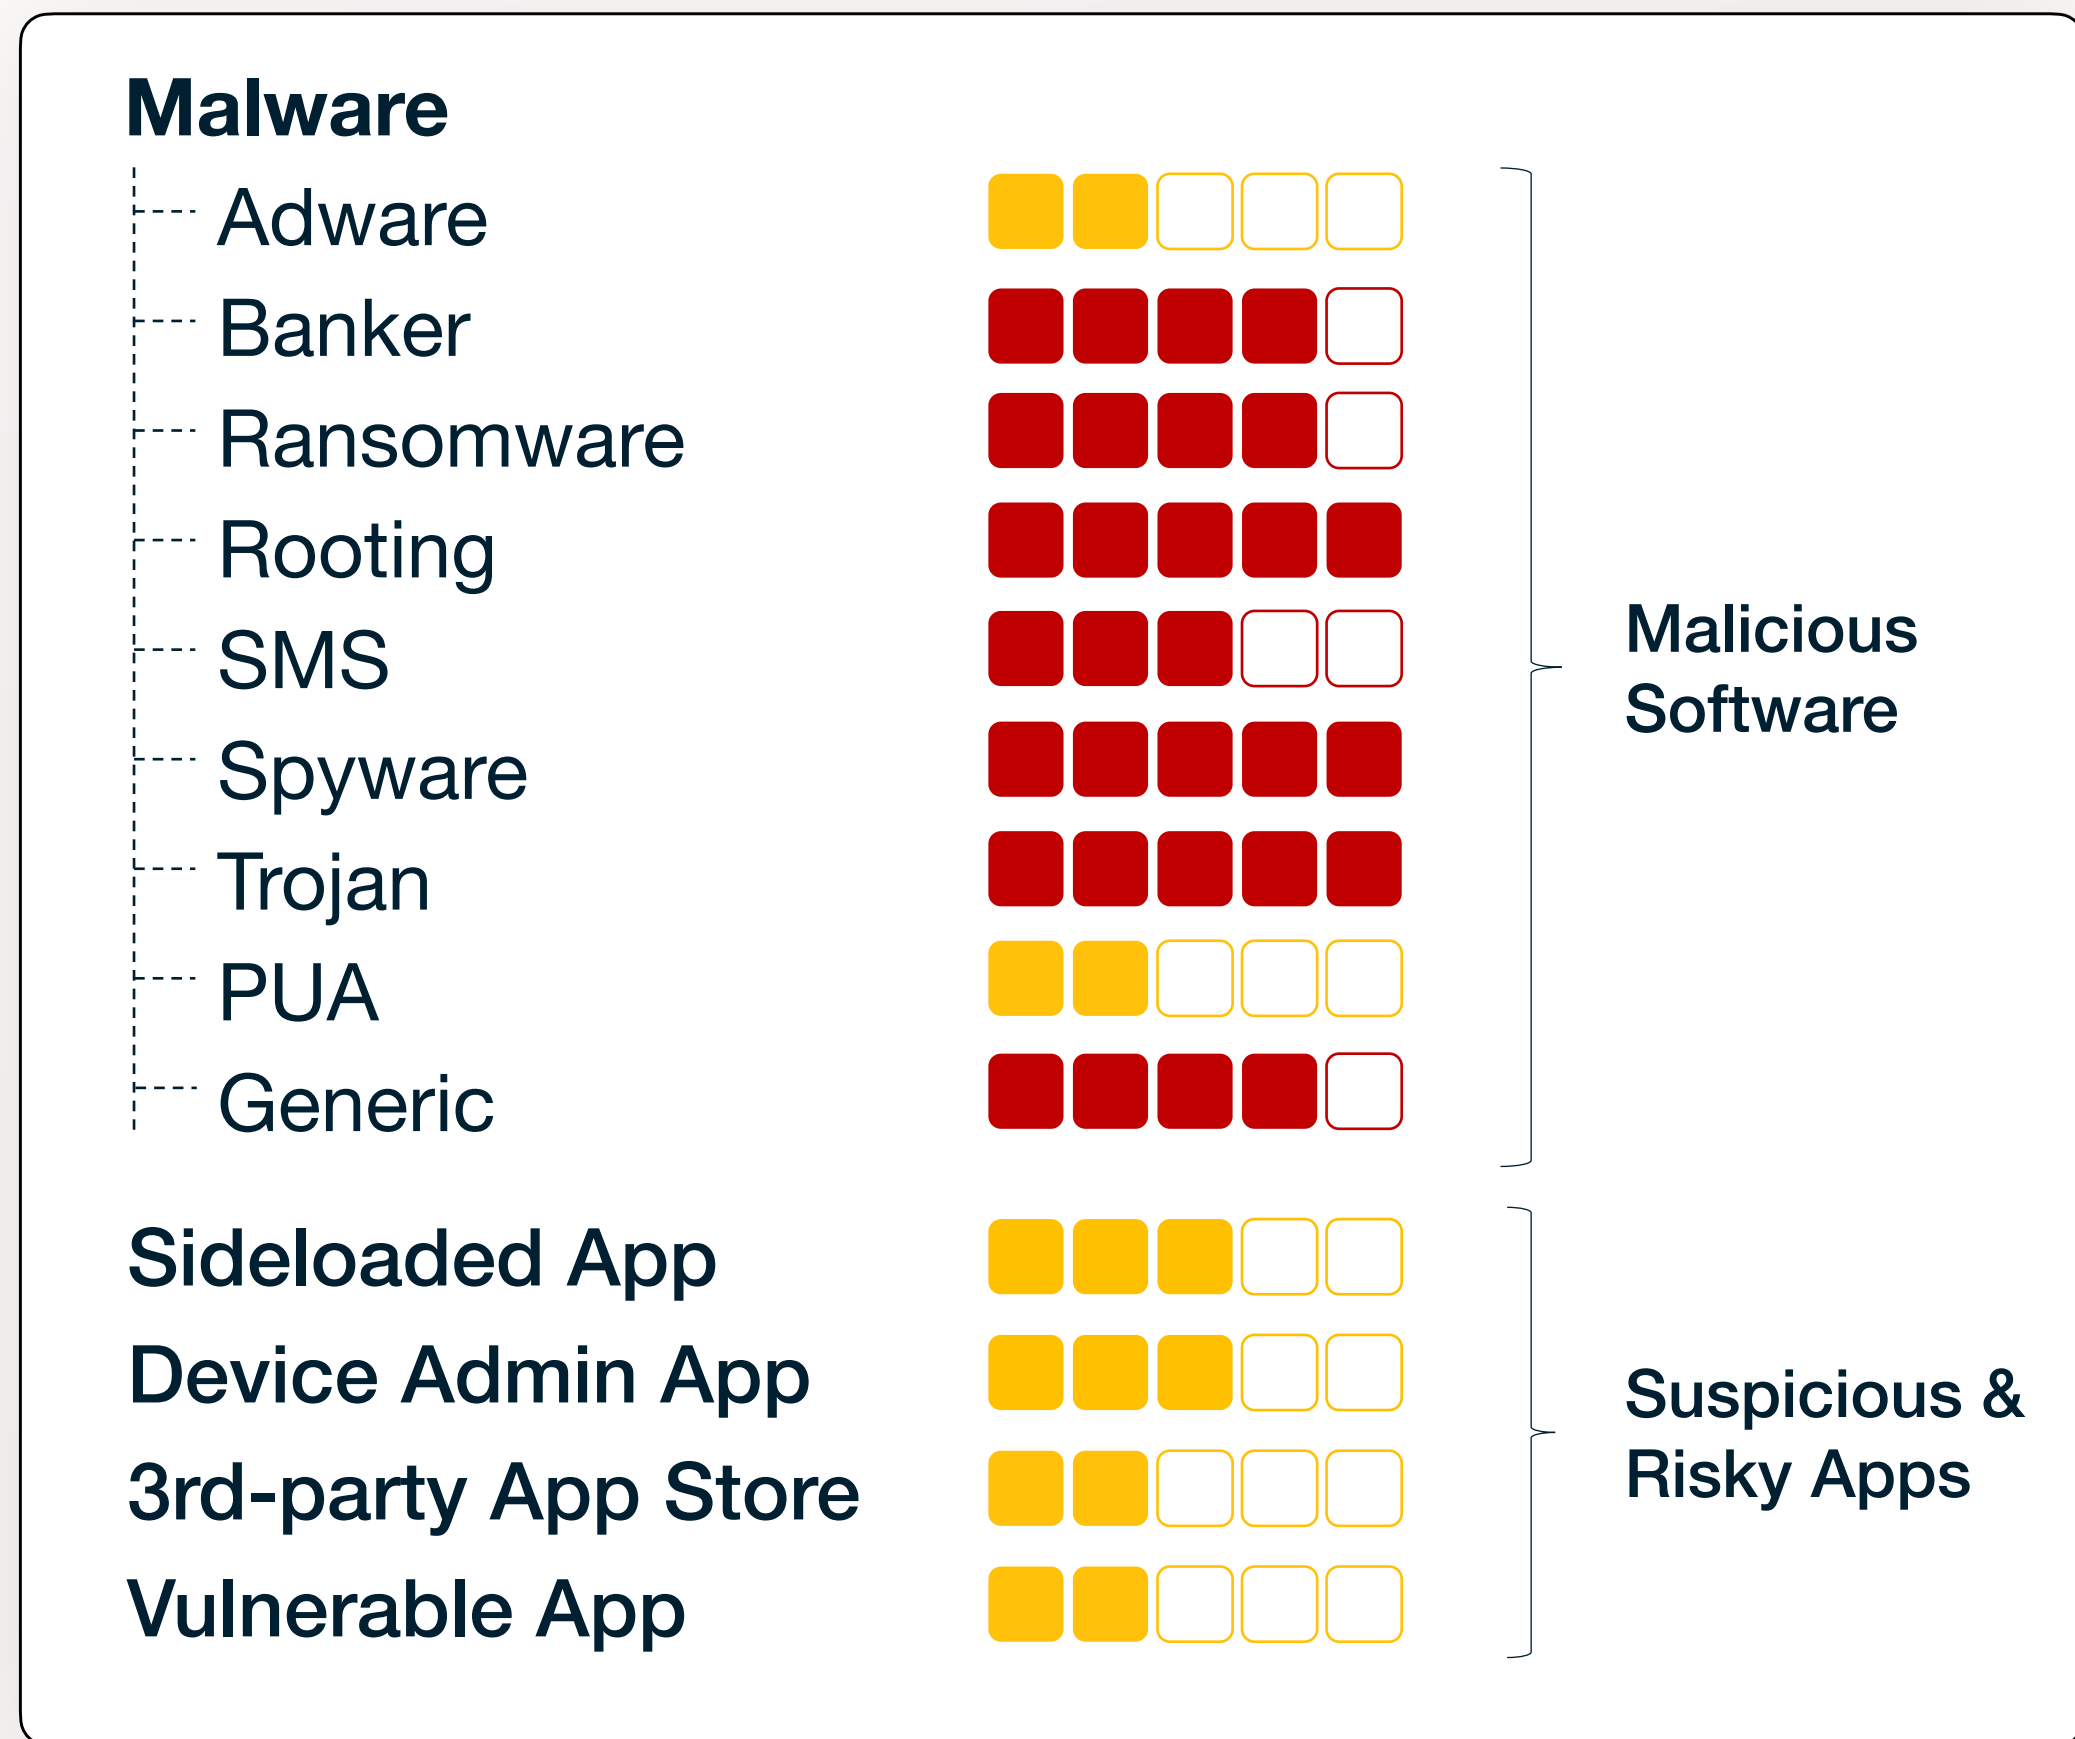 Malware
Adware
Banker
Ransomware
Rooting
SMS
Spyware
Trojan
PUA
Generic
Malicious
Software
Sideloaded App
Device Admin App
3rd-party App Store
Vulnerable App
Suspicious &
Risky Apps